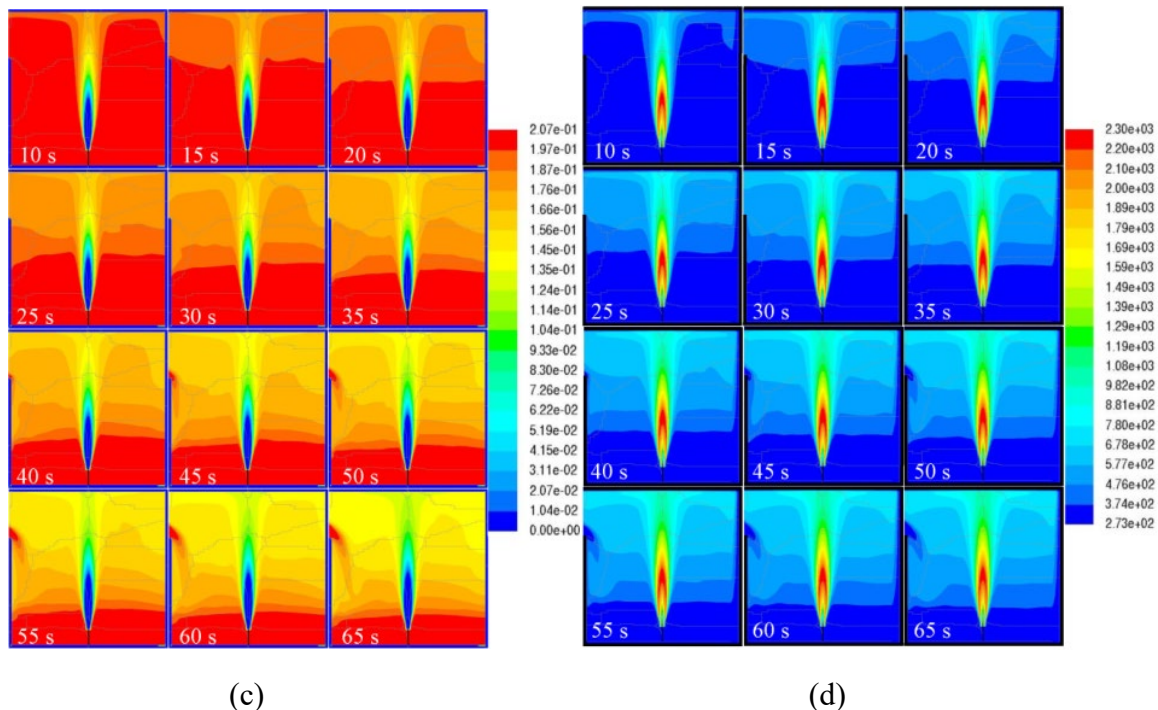 10 s
15 s
20 s
25 s
30 s
35 s
40 s
45 s
50 s
55 s
60 s
65 s
2.07e-01
1.97e-01
1.87e-01
1.76e-01
1.66e-01
1.56e-01
1.45e-01
1.35e-01
1.24e-01
1.14e-01
1.04e-01
9.33e-02
8.30e-02
7.26e-02
6.22e-02
5.19e-02
4.15e-02
3.11e-02
2.07e-02
1.04e-02
0.00e+00
(c)
10 s
15 s
20 s
25 s
30 s
35 s
40 s
45 s
50 s
55 s
60 s
65 s
2.30e+03
2.20e+03
2.10e+03
2.00e+03
1.89e+03
1.79e+03
1.69e+03
1.59e+03
1.49e+03
1.39e+03
1.29e+03
1.19e+03
1.08e+03
9.82e+02
8.81e+02
7.80e+02
6.78e+02
5.77e+02
4.76e+02
3.74e+02
2.73e+02
(d)